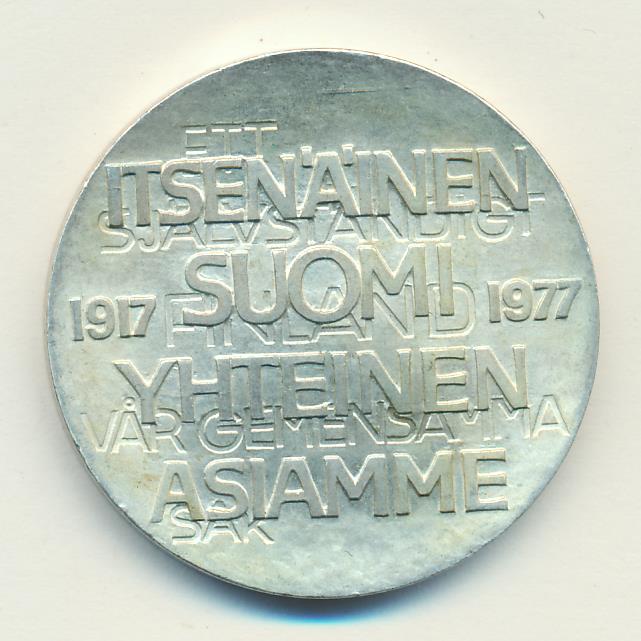 ETT
ITSENÄINEN
SJÄLVSTÄNDIGT
SUOMI
1917 FINLAND 1977
YHTEINEN
VÅR GEMENSAMMA
ASIAMME
SAK